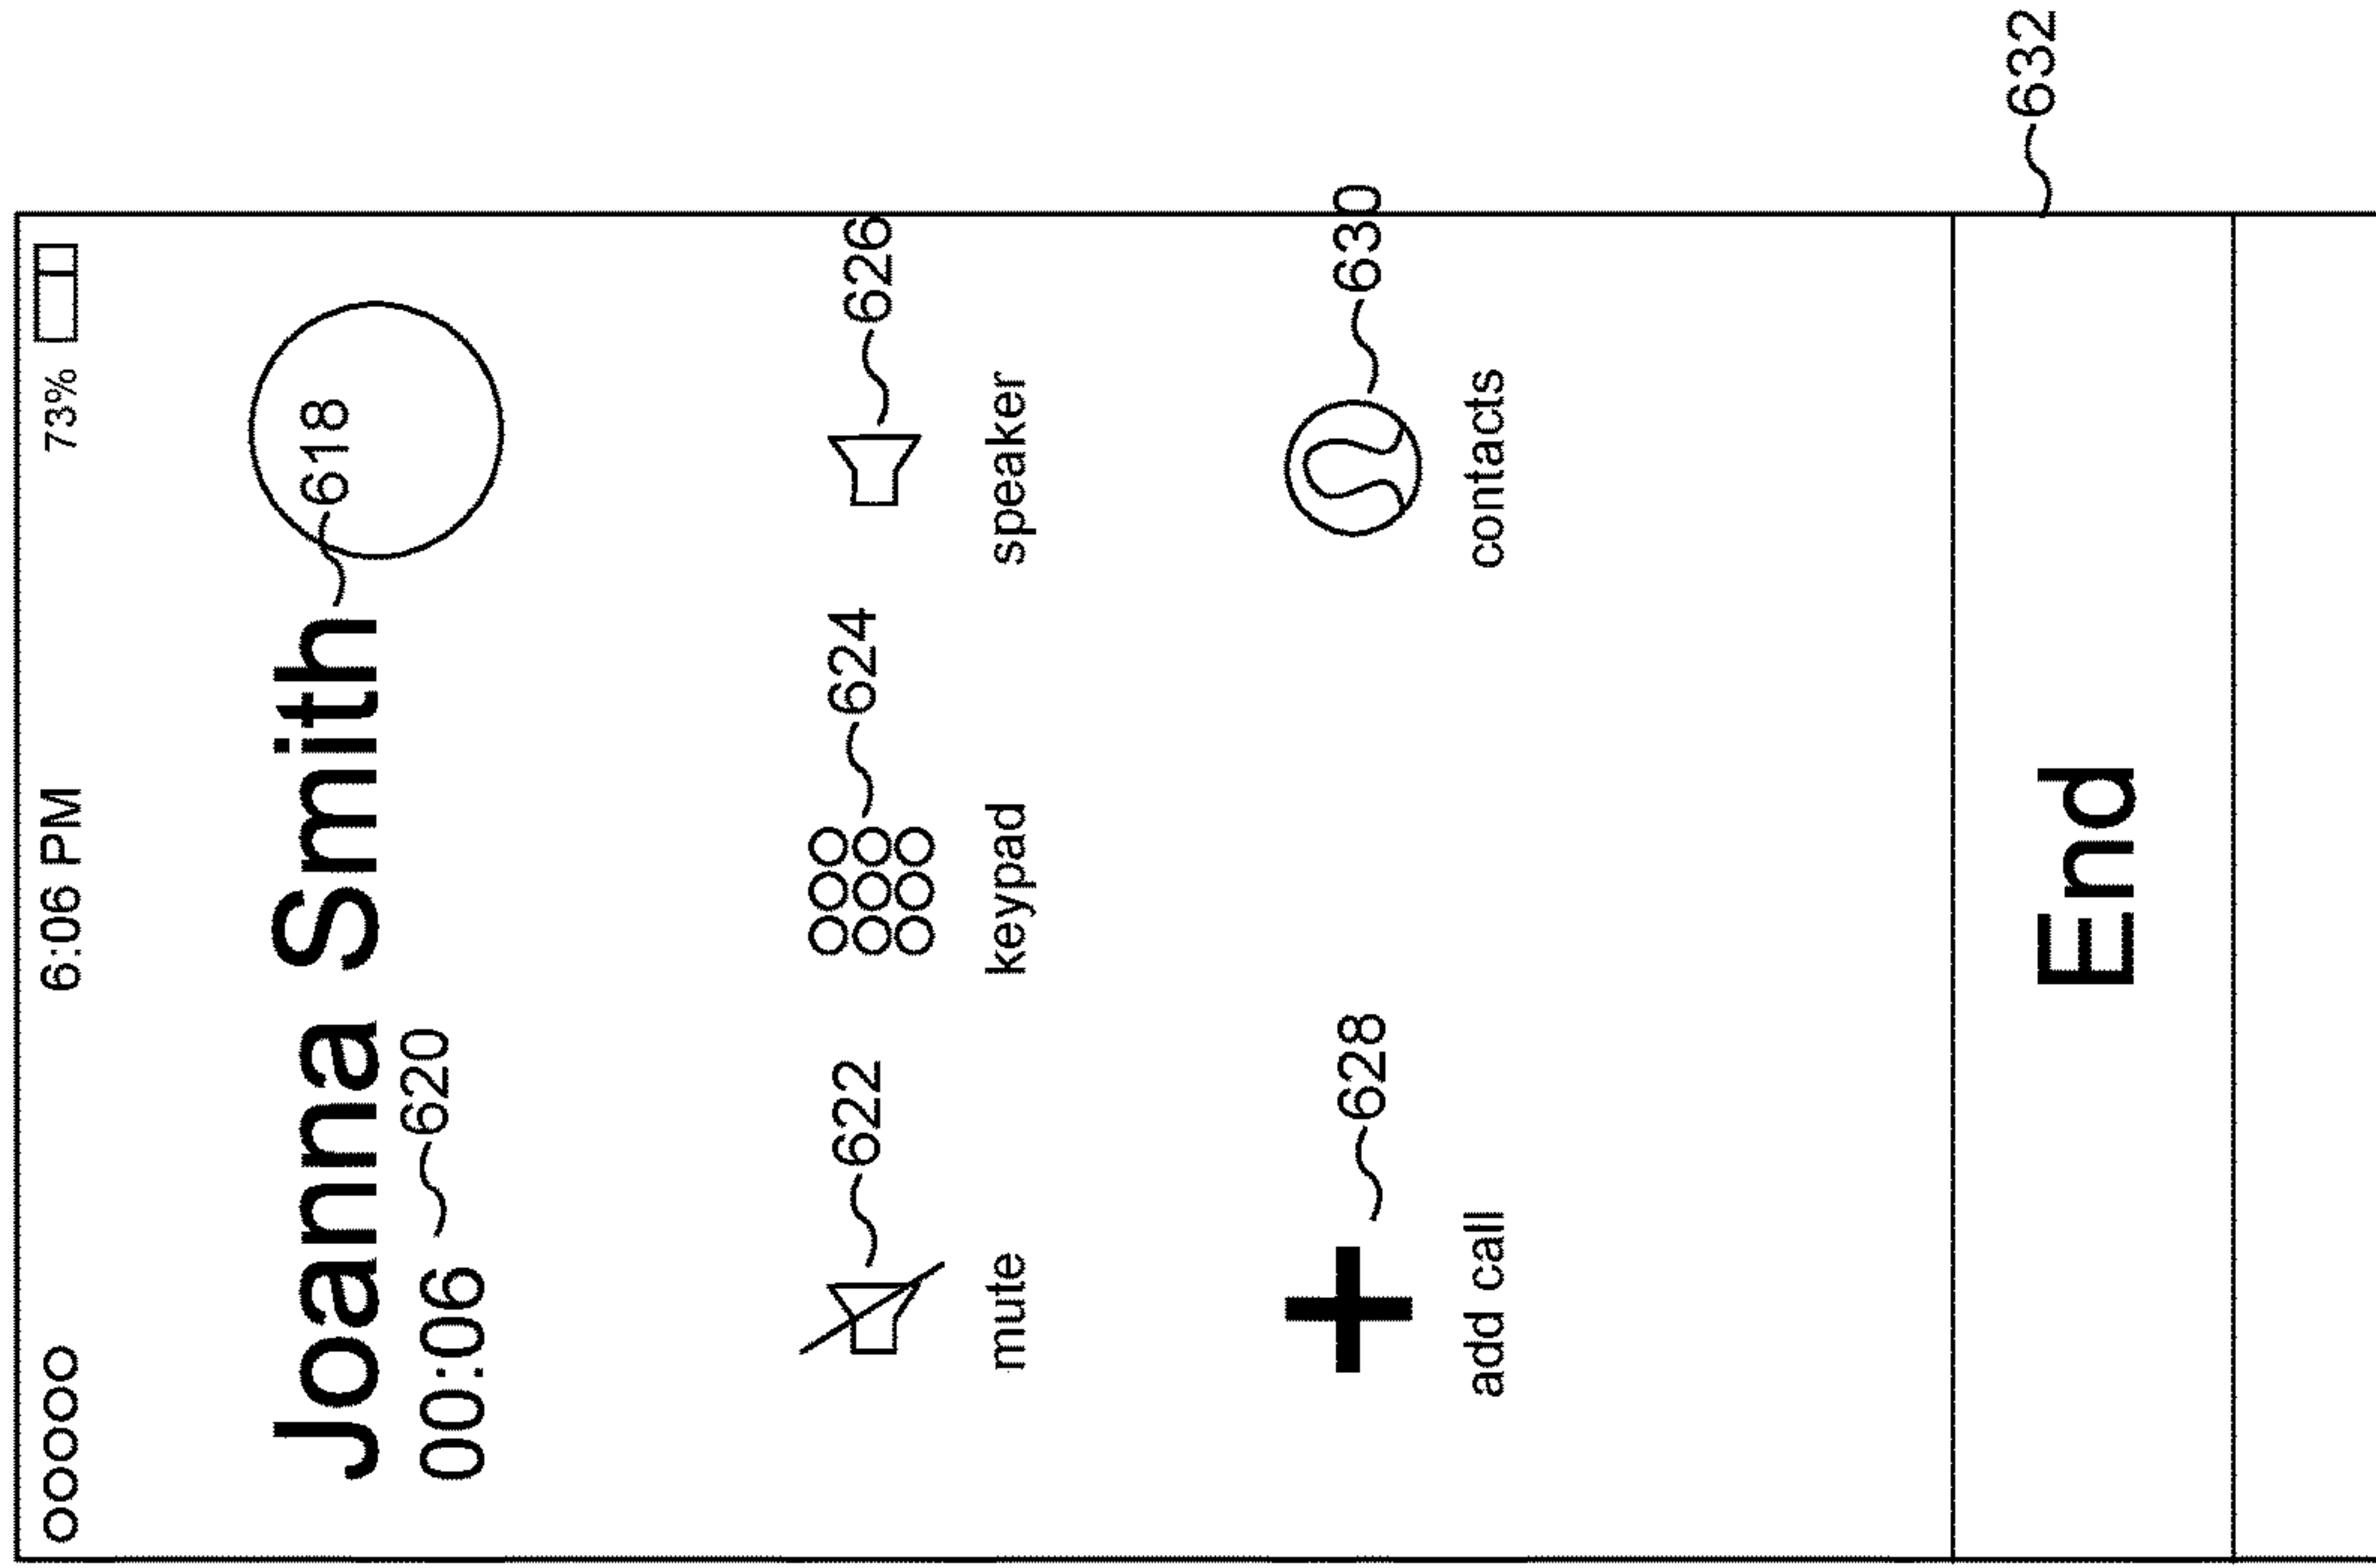 6:06 PM 73%
Joanna Smith 618
00:06 620
622 624 626
mute keypad speaker
628 630
add call contacts
632
End